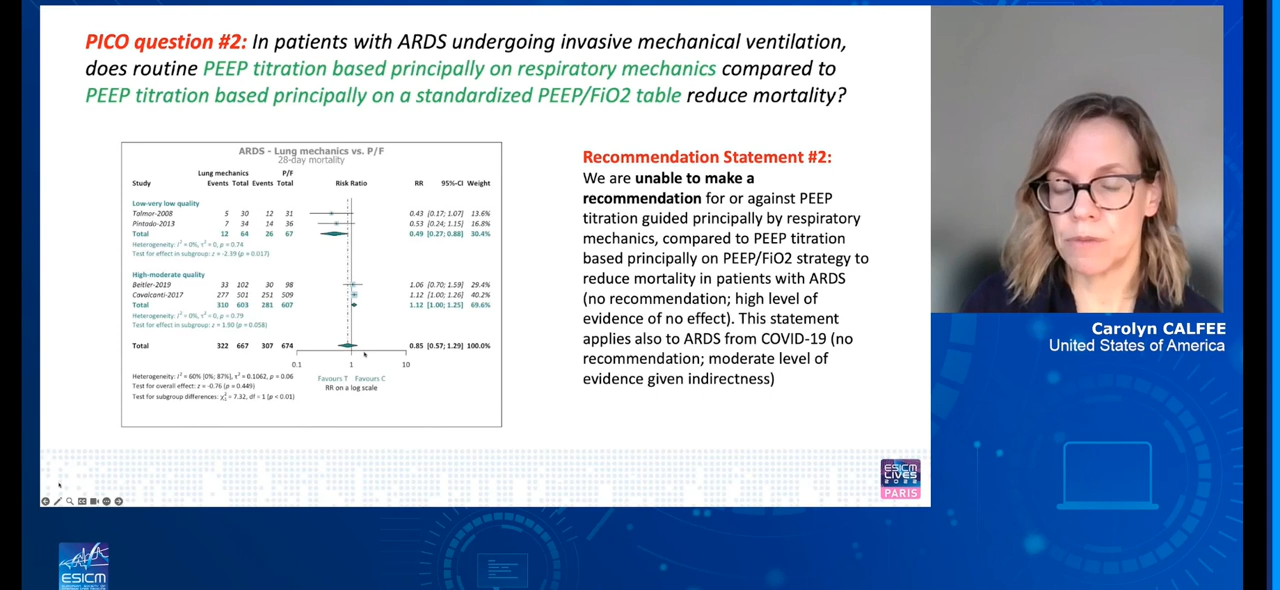 PICO question #2: In patients with ARDS undergoing invasive mechanical ventilation,
does routine PEEP titration based principally on respiratory mechanics compared to
PEEP titration based principally on a standardized PEEP/FiO2 table reduce mortality?
ARDS - Lung mechanics vs. P/F
28-day mortality
Lung mechanics P/F
Study Events Total Events Total Risk Ratio RR 95%-CI Weight
Low-very low quality
Talmor-2008 5 30 12 31 0.43 [0.17; 1.07] 13.6%
Pintado-2013 7 34 14 36 0.53 [0.24; 1.15] 16.8%
Total 12 64 26 67 0.49 [0.27; 0.88] 30.4%
Heterogeneity: I² = 0%, τ² = 0, p = 0.74
Test for effect in subgroup: z = -2.39 (p = 0.017)
High-moderate quality
Beitler-2019 33 102 30 98 1.06 [0.70; 1.59] 29.4%
Cavalcanti-2017 277 501 251 509 1.12 [1.00; 1.26] 40.2%
Total 310 603 281 607 1.12 [1.00; 1.25] 69.6%
Heterogeneity: I² = 0%, τ² = 0, p = 0.79
Test for effect in subgroup: z = 1.90 (p = 0.058)
Total 322 667 307 674 0.85 [0.57; 1.29] 100.0%
0.1 1 10
Heterogeneity: I² = 60% [0%; 87%], τ² = 0.1062, p = 0.06
Test for overall effect: z = -0.76 (p = 0.449)
Test for subgroup differences: χ²₁ = 7.32, df = 1 (p < 0.01)
Favours T Favours C
RR on a log scale
Recommendation Statement #2:
We are unable to make a
recommendation for or against PEEP
titration guided principally by respiratory
mechanics, compared to PEEP titration
based principally on PEEP/FiO2 strategy to
reduce mortality in patients with ARDS
(no recommendation; high level of
evidence of no effect). This statement
applies also to ARDS from COVID-19 (no
recommendation; moderate level of
evidence given indirectness)
ESICM
LIVES
2022
PARIS
Carolyn CALFEE
United States of America
ESICM